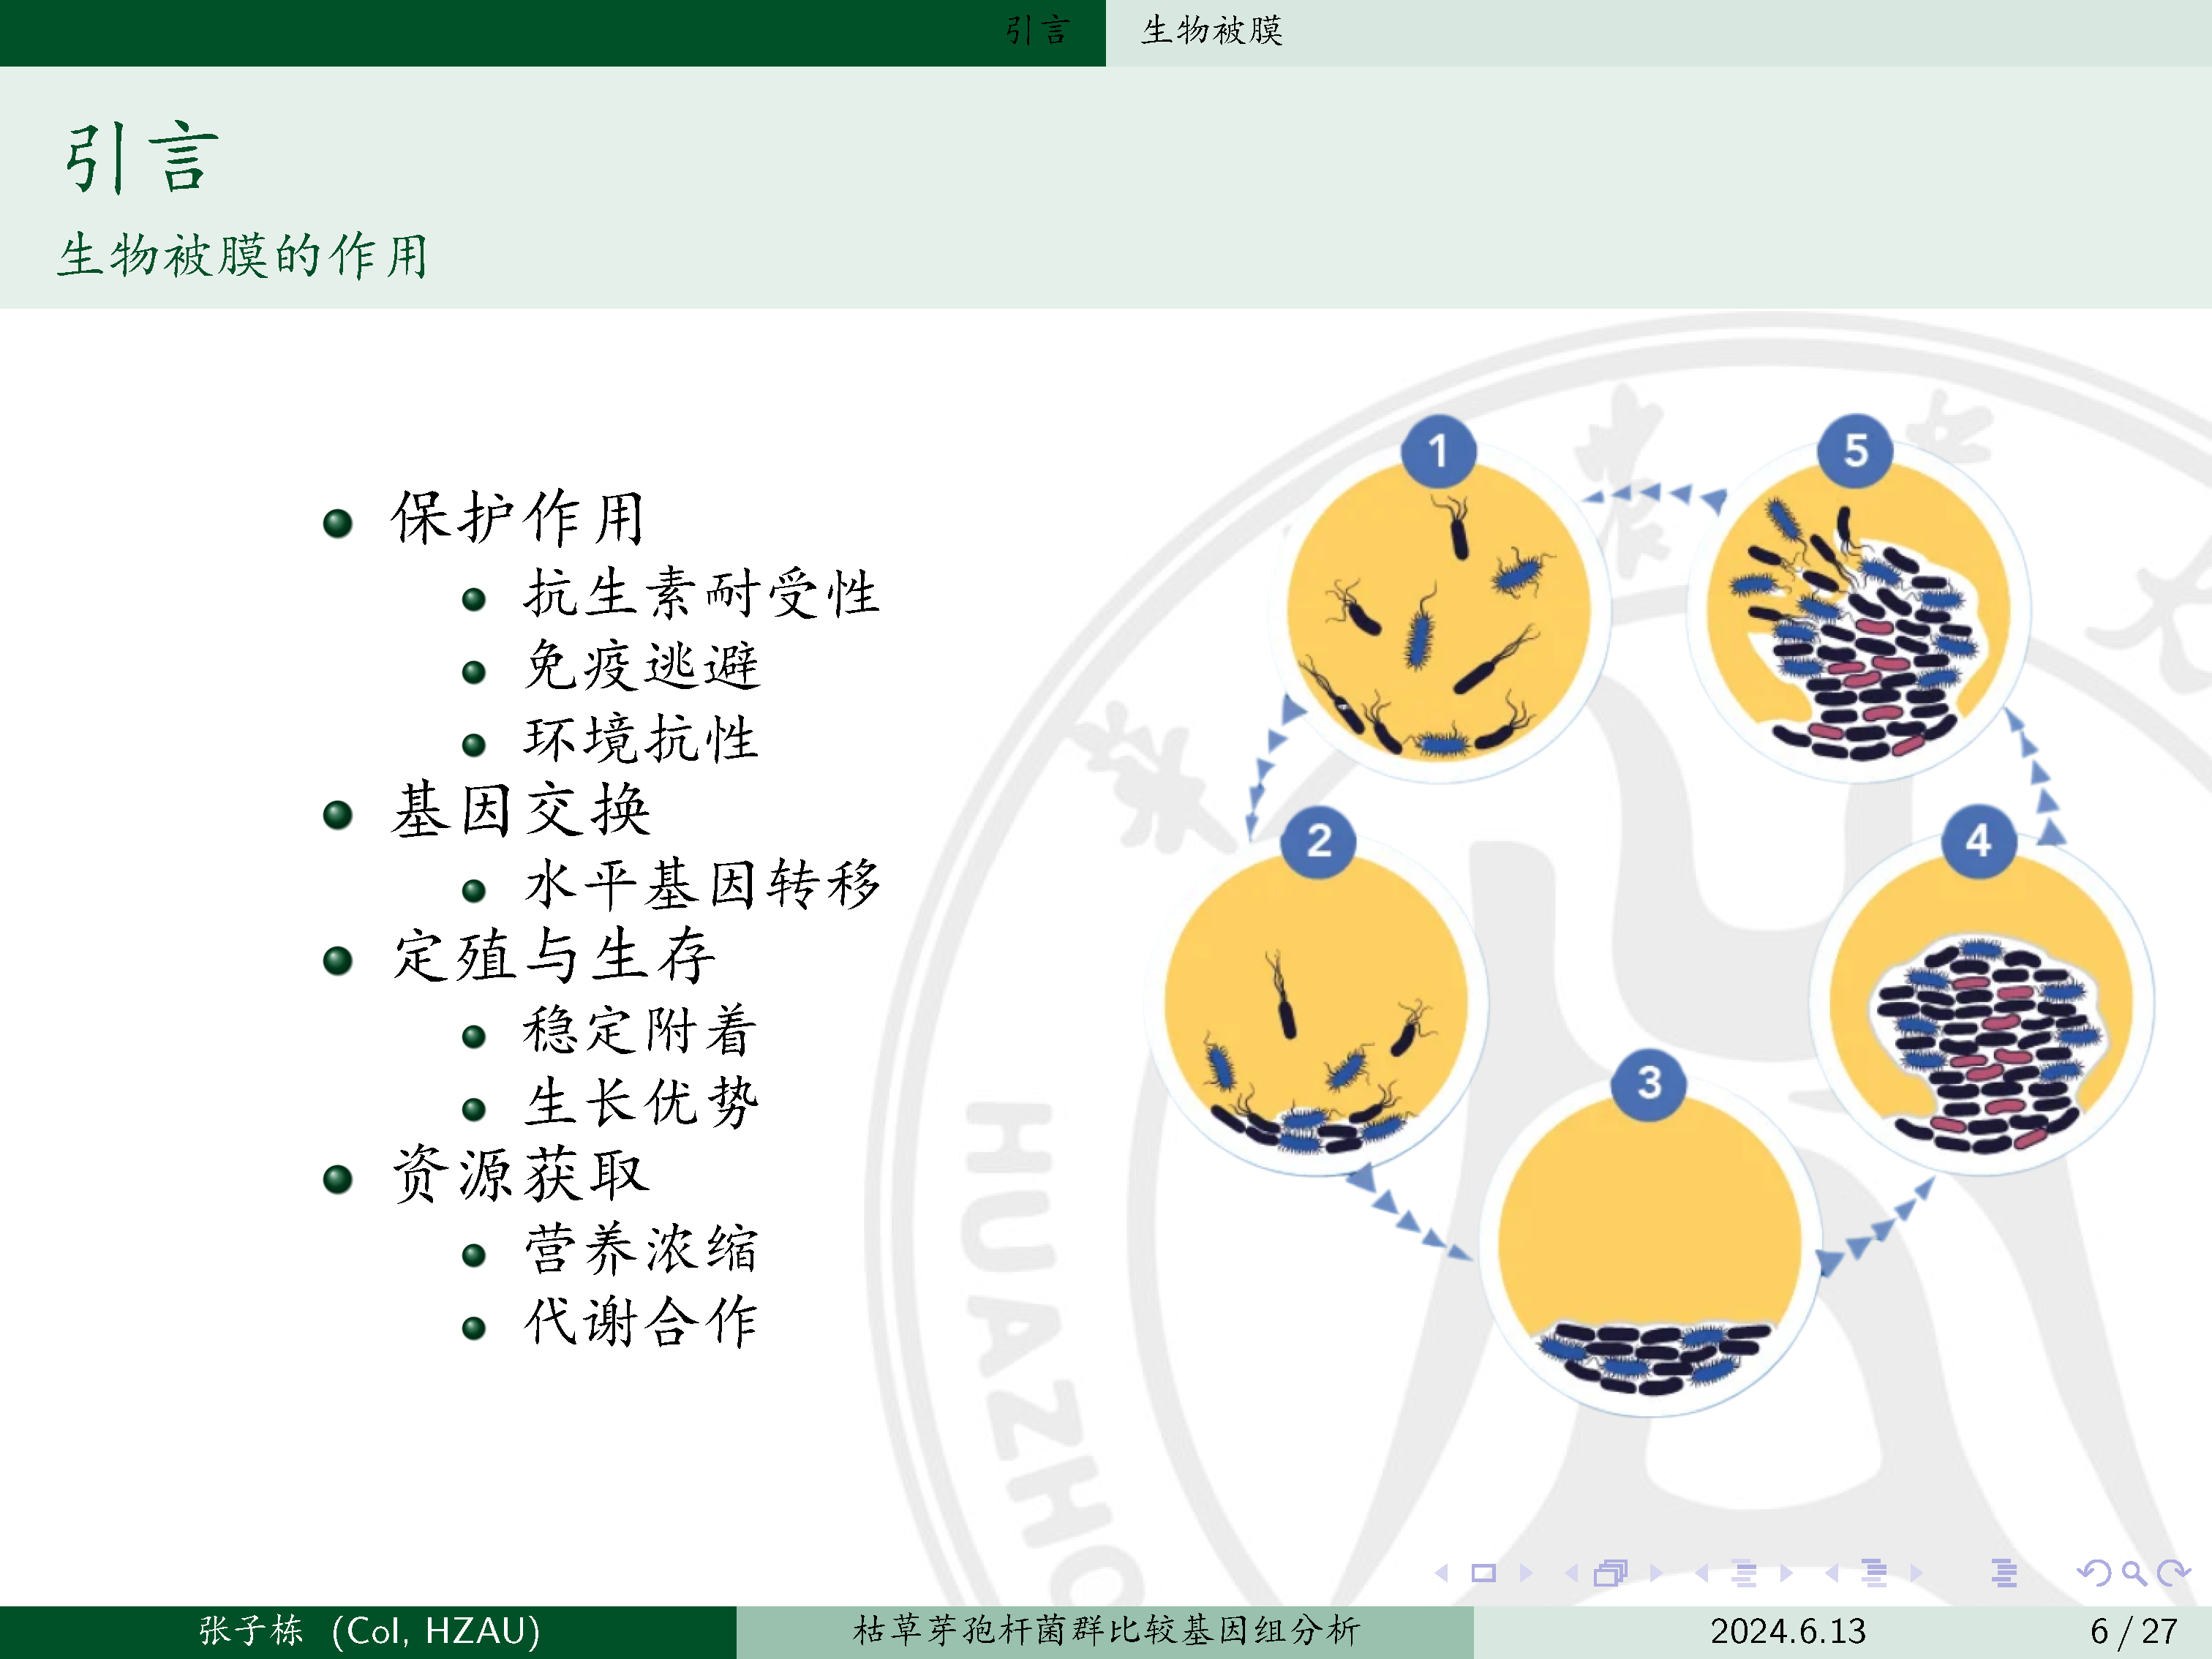 引言 生物被膜
引言
生物被膜的作用
保护作用
抗生素耐受性
免疫逃避
环境抗性
基因交换
水平基因转移
定殖与生存
稳定附着
生长优势
资源获取
营养浓缩
代谢合作
1
5
2
4
3
HUAZHO
张子栋 (CoI, HZAU) 枯草芽孢杆菌群比较基因组分析 2024.6.13 6 / 27